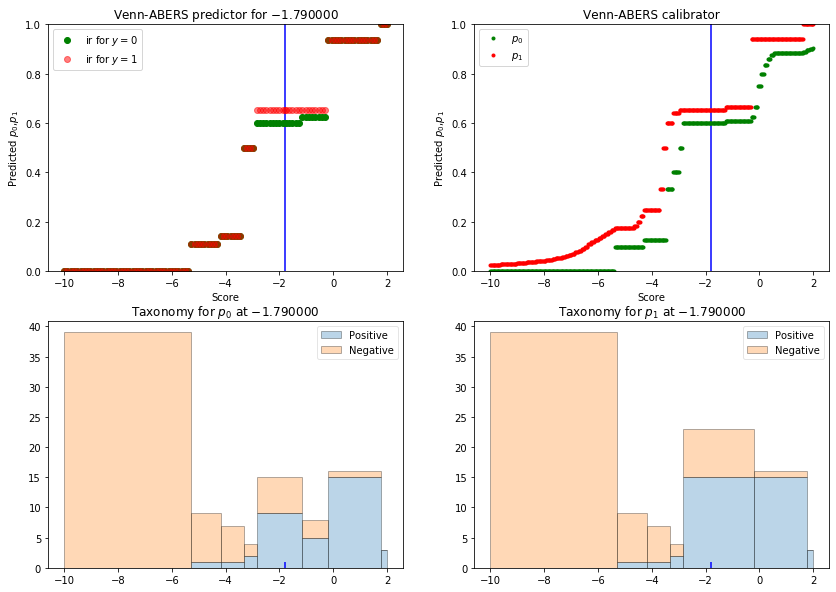 Venn-ABERS predictor for −1.790000
1.0
0.8
0.6
0.4
0.2
0.0
Predicted p0,p1
ir for y = 0
ir for y = 1
−10 −8 −6 −4 −2 0 2
Score
Venn-ABERS calibrator
1.0
0.8
0.6
0.4
0.2
0.0
Predicted p0,p1
p0
p1
−10 −8 −6 −4 −2 0 2
Score
Taxonomy for p0 at −1.790000
40
35
30
25
20
15
10
5
0
Positive
Negative
−10 −8 −6 −4 −2 0 2
Taxonomy for p1 at −1.790000
40
35
30
25
20
15
10
5
0
Positive
Negative
−10 −8 −6 −4 −2 0 2